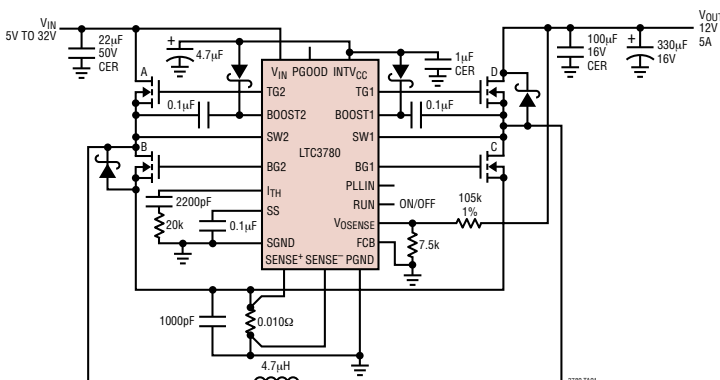 VIN
5V TO 32V
22µF
50V
CER
+
4.7µF
1µF
CER
VOUT
12V
5A
100µF
16V
CER
+
330µF
16V
A
D
VIN PGOOD INTVCC
TG2
TG1
0.1µF
0.1µF
BOOST2
BOOST1
SW2
SW1
B
C
LTC3780
BG2
BG1
PLLIN
ITH
RUN
ON/OFF
2200pF
SS
105k
1%
20k
0.1µF
VOSENSE
7.5k
SGND
FCB
SENSE+ SENSE− PGND
1000pF
0.010Ω
4.7µH